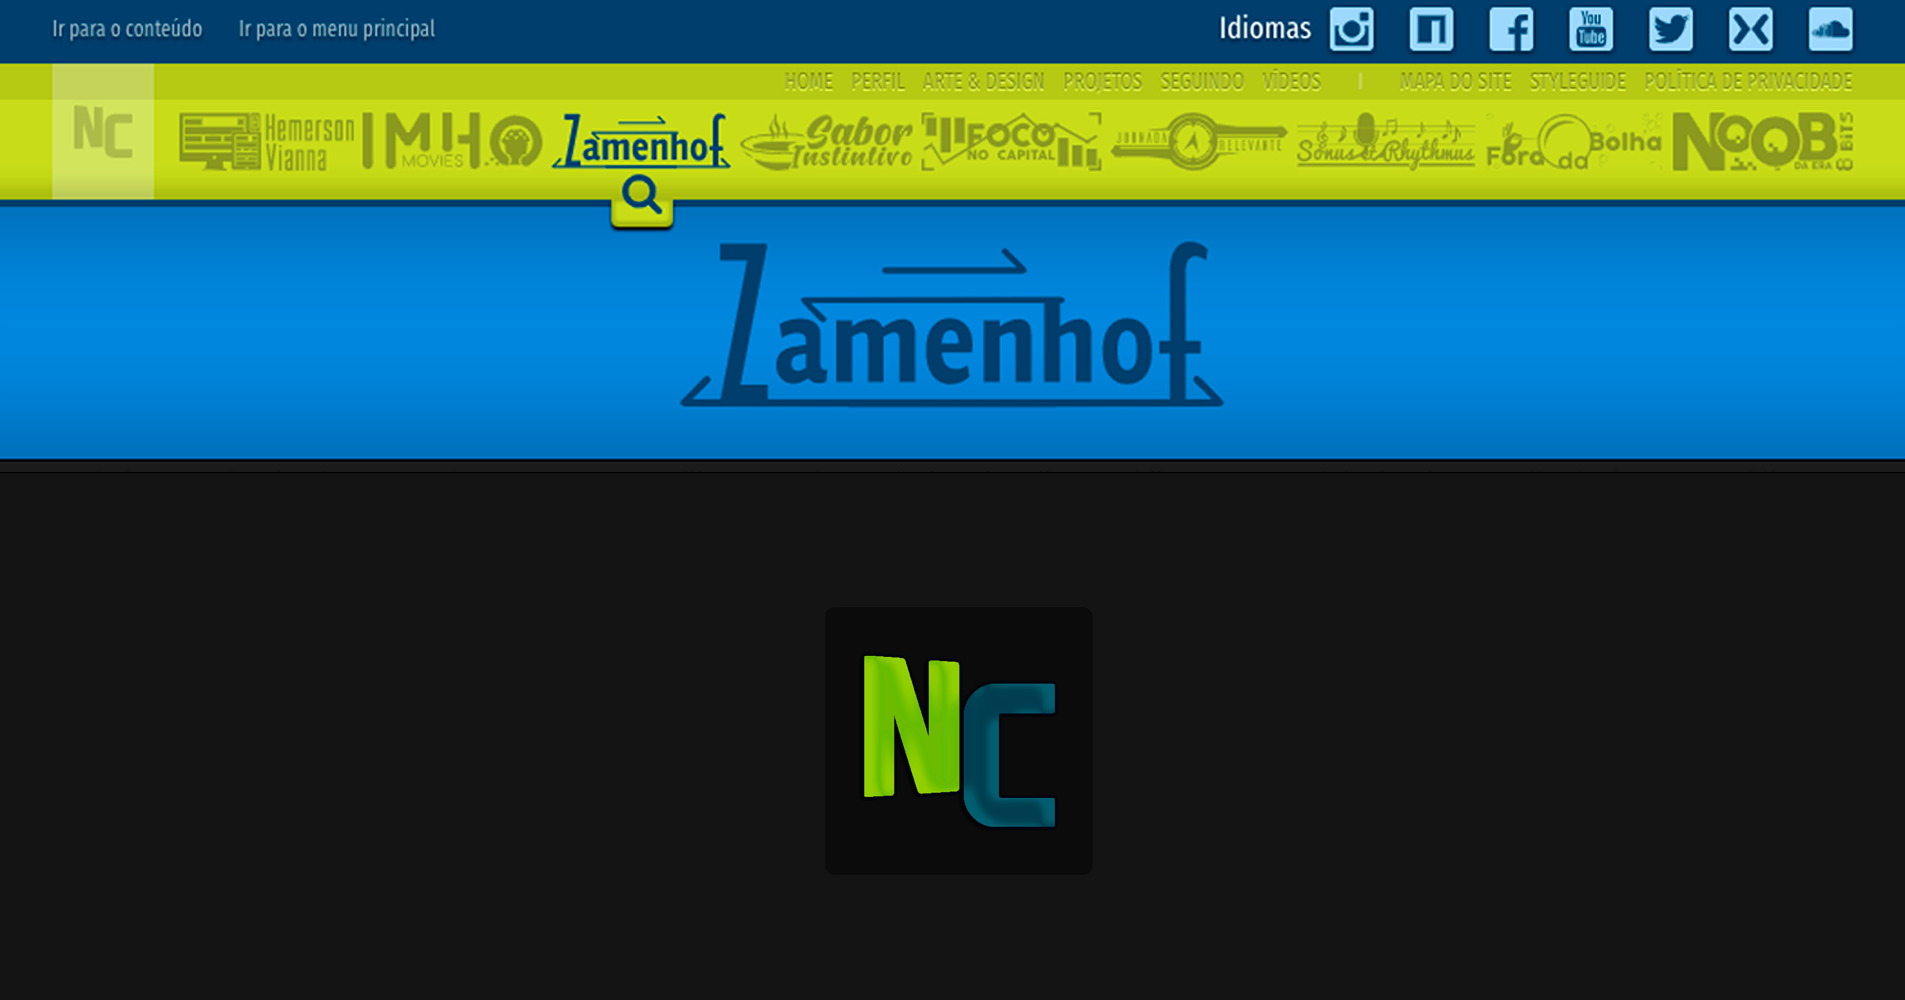 Ir para o conteúdo Ir para o menu principal Idiomas You Tube
HOME PERFIL ARTE & DESIGN PROJETOS SEGUINDO VÍDEOS | MAPA DO SITE STYLEGUIDE POLÍTICA DE PRIVACIDADE
NC
Hemerson Vianna
IMHO MOVIES
Zamenhof
Sabor Instintivo
FOCO NO CAPITAL
JORNADA RELEVANTE
Sonus et Rhythmus
Fora da Bolha
NOOB DA ERA 8 BITS
Zamenhof
NC